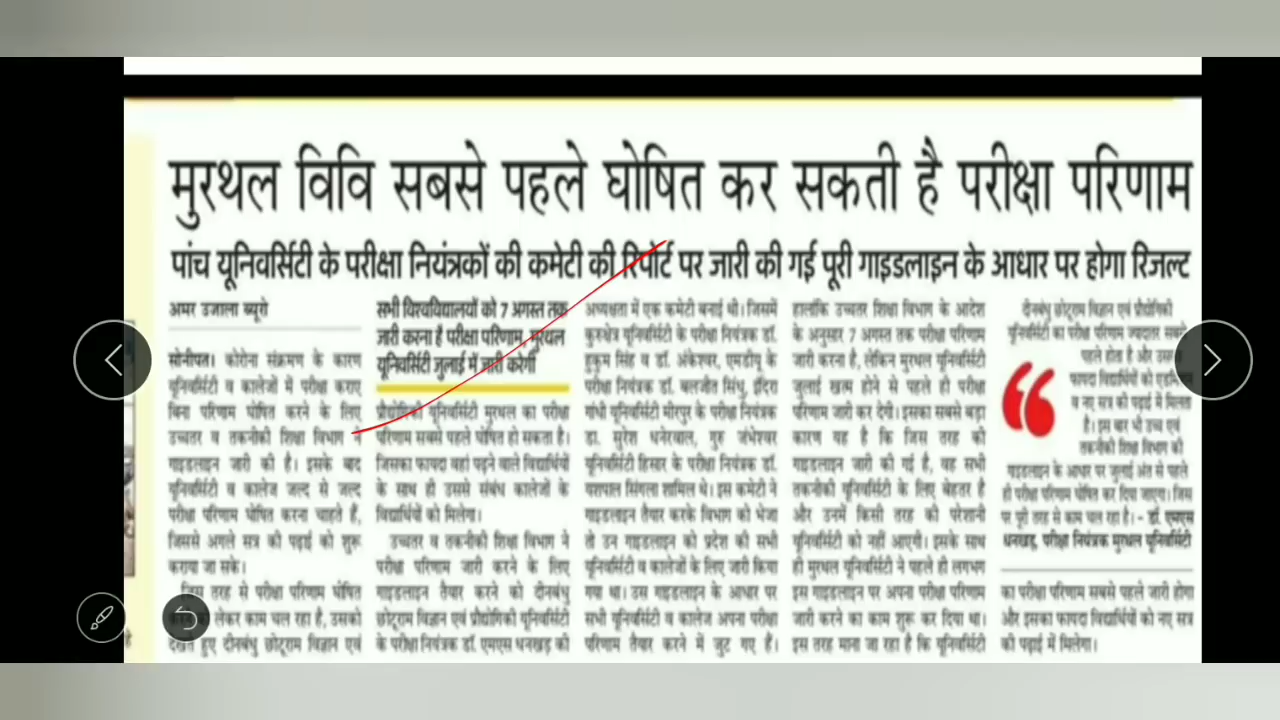 मुरथल विवि सबसे पहले घोषित कर सकती है परीक्षा परिणाम
पांच यूनिवर्सिटी के परीक्षा नियंत्रकों की कमेटी की रिपोर्ट पर जारी की गई पूरी गाइडलाइन के आधार पर होगा रिजल्ट
अमर उजाला ब्यूरो
सोनीपत। कोरोना संक्रमण के कारण
यूनिवर्सिटी व कालेजों में परीक्षा कराए
बिना परिणाम घोषित करने के लिए
उच्चतर व तकनीकी शिक्षा विभाग ने
गाइडलाइन जारी की है। इसके बाद
यूनिवर्सिटी व कालेज जल्द से जल्द
परीक्षा परिणाम घोषित करना चाहते हैं,
जिससे अगले सत्र की पढ़ाई को शुरू
कराया जा सके।
जिस तरह से परीक्षा परिणाम घोषित
लेकर काम चल रहा है, उसको
देखते हुए दीनबंधु छोटूराम विज्ञान एवं
सभी विश्वविद्यालयों को 7 अगस्त तक
जारी करना है परीक्षा परिणाम, मुरथल
यूनिवर्सिटी जुलाई में जारी करेगी
प्रौद्योगिकी यूनिवर्सिटी मुरथल का परीक्षा
परिणाम सबसे पहले घोषित हो सकता है।
जिसका फायदा वहां पढ़ने वाले विद्यार्थियों
के साथ ही उससे संबंध कालेजों के
विद्यार्थियों को मिलेगा।
उच्चतर व तकनीकी शिक्षा विभाग ने
परीक्षा परिणाम जारी करने के लिए
गाइडलाइन तैयार करने को दीनबंधु
छोटूराम विज्ञान एवं प्रौद्योगिकी यूनिवर्सिटी
के परीक्षा नियंत्रक डॉ. एमएस धनखड़ की
अध्यक्षता में एक कमेटी बनाई थी। जिसमें
कुरुक्षेत्र यूनिवर्सिटी के परीक्षा नियंत्रक डॉ.
हुकुम सिंह व डॉ. अंकेश्वर, एमडीयू के
परीक्षा नियंत्रक डॉ. बलजीत सिंधु, इंदिरा
गांधी यूनिवर्सिटी मीरपुर के परीक्षा नियंत्रक
डा. सुरेश धनेरवाल, गुरु जंभेश्वर
यूनिवर्सिटी हिसार के परीक्षा नियंत्रक डॉ.
यशपाल सिंगला शामिल थे। इस कमेटी ने
गाइडलाइन तैयार करके विभाग को भेजा
तो उन गाइडलाइन को प्रदेश की सभी
यूनिवर्सिटी व कालेजों के लिए जारी किया
गया था। उस गाइडलाइन के आधार पर
सभी यूनिवर्सिटी व कालेज अपना परीक्षा
परिणाम तैयार करने में जुट गए हैं।
हालांकि उच्चतर शिक्षा विभाग के आदेश
के अनुसार 7 अगस्त तक परीक्षा परिणाम
जारी करना है, लेकिन मुरथल यूनिवर्सिटी
जुलाई खत्म होने से पहले ही परीक्षा
परिणाम जारी कर देगी। इसका सबसे बड़ा
कारण यह है कि जिस तरह की
गाइडलाइन जारी की गई है, वह सभी
तकनीकी यूनिवर्सिटी के लिए बेहतर है
और उनमें किसी तरह की परेशानी
यूनिवर्सिटी को नहीं आएगी। इसके साथ
ही मुरथल यूनिवर्सिटी ने पहले ही लगभग
इस गाइडलाइन पर अपना परीक्षा परिणाम
जारी करने का काम शुरू कर दिया था।
इस तरह माना जा रहा है कि यूनिवर्सिटी
दीनबंधु छोटूराम विज्ञान एवं प्रौद्योगिकी
यूनिवर्सिटी का परीक्षा परिणाम ज्यादातर सबसे
पहले होता है और उसका
फायदा विद्यार्थियों को
व नए सत्र की पढ़ाई में मिलता
है। इस बार भी उच्च एवं
तकनीकी शिक्षा विभाग की
गाइडलाइन के आधार पर जुलाई अंत से पहले
ही परीक्षा परिणाम घोषित कर दिया जाएगा। जिस
पर पूरी तरह से काम चल रहा है। - डॉ. एमएस
धनखड़, परीक्षा नियंत्रक मुरथल यूनिवर्सिटी
का परीक्षा परिणाम सबसे पहले जारी होगा
और इसका फायदा विद्यार्थियों को नए सत्र
की पढ़ाई में मिलेगा।